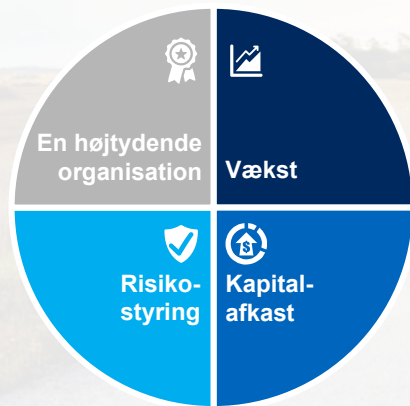 En højtydende
organisation
Vækst
Risiko-
styring
Kapital-
afkast